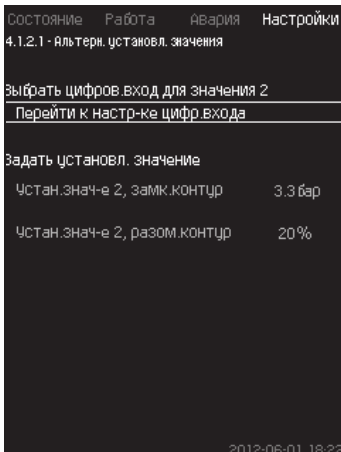 Состояние Работа Авария Настройки
4.1.2.1 - Альтерн. установл. значения
Выбрать цифров.вход для значения 2
Перейти к настр-ке цифр.входа
Задать установл. значение
Устан.знач-е 2, замк.контур 3.3 бар
Устан.знач-е 2, разом.контур 20%
2012-06-01 18:22